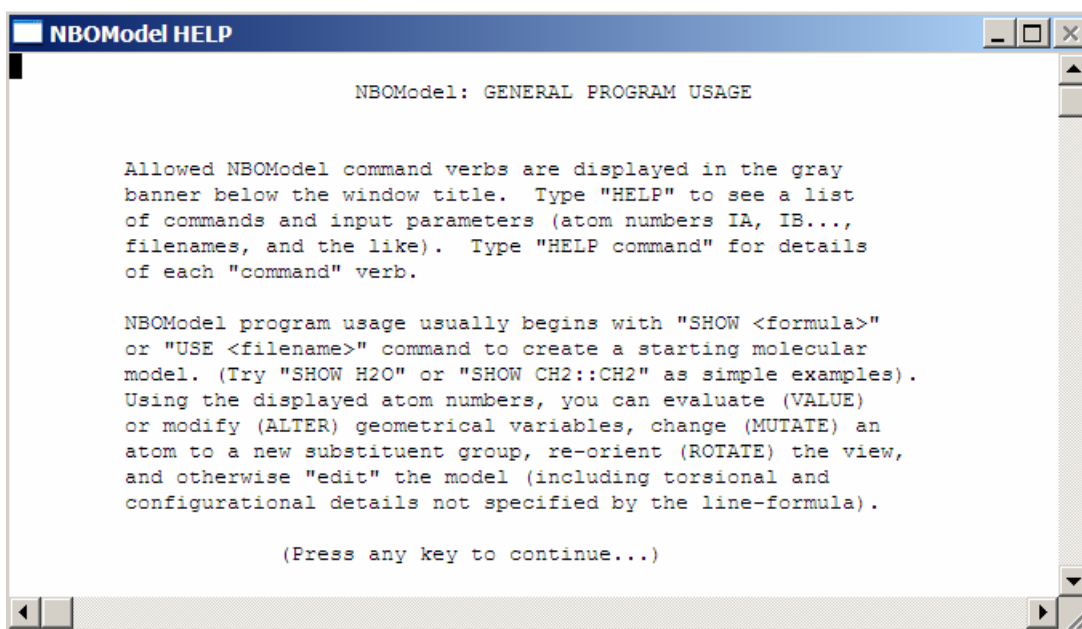 NBOModel HELP
NBOModel: GENERAL PROGRAM USAGE
Allowed NBOModel command verbs are displayed in the gray
banner below the window title.  Type "HELP" to see a list
of commands and input parameters (atom numbers IA, IB...,
filenames, and the like).  Type "HELP command" for details
of each "command" verb.
NBOModel program usage usually begins with "SHOW <formula>"
or "USE <filename>" command to create a starting molecular
model. (Try "SHOW H2O" or "SHOW CH2::CH2" as simple examples).
Using the displayed atom numbers, you can evaluate (VALUE)
or modify (ALTER) geometrical variables, change (MUTATE) an
atom to a new substituent group, re-orient (ROTATE) the view,
and otherwise "edit" the model (including torsional and
configurational details not specified by the line-formula).
(Press any key to continue...)